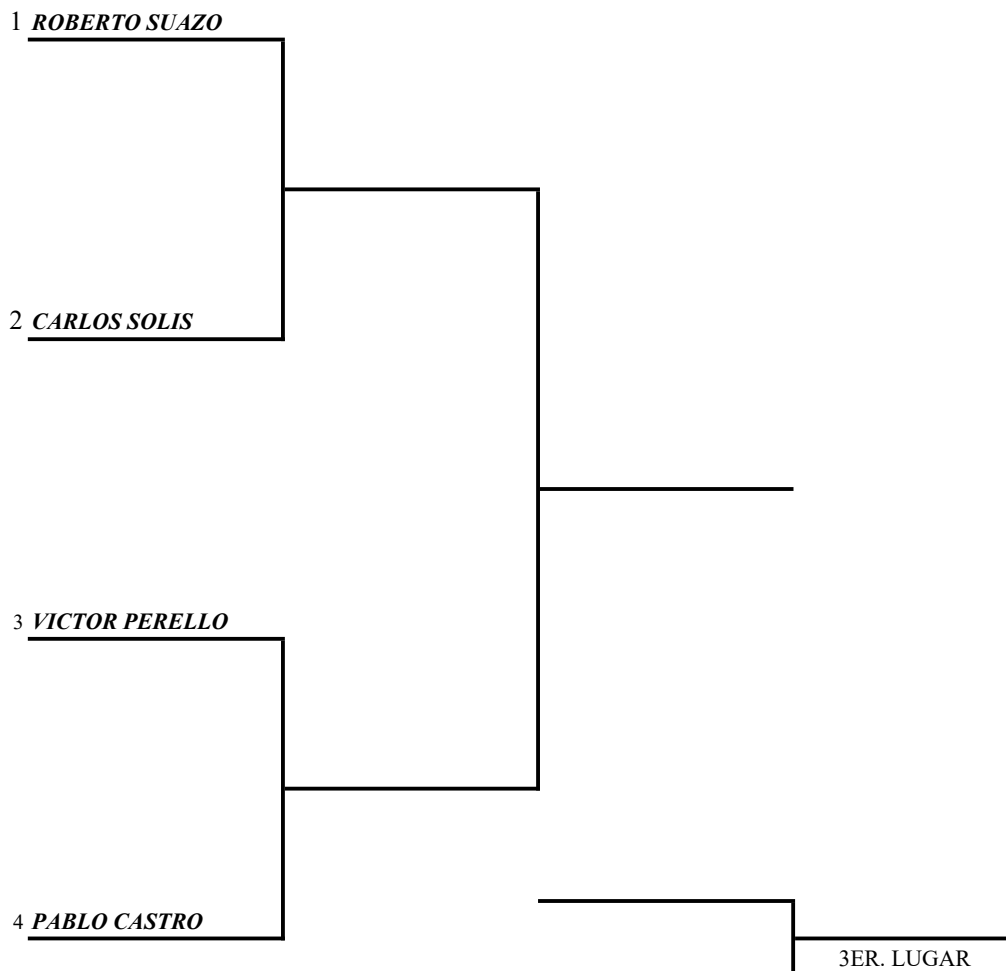 1 ROBERTO SUAZO
2 CARLOS SOLIS
3 VICTOR PERELLO
4 PABLO CASTRO
3ER. LUGAR